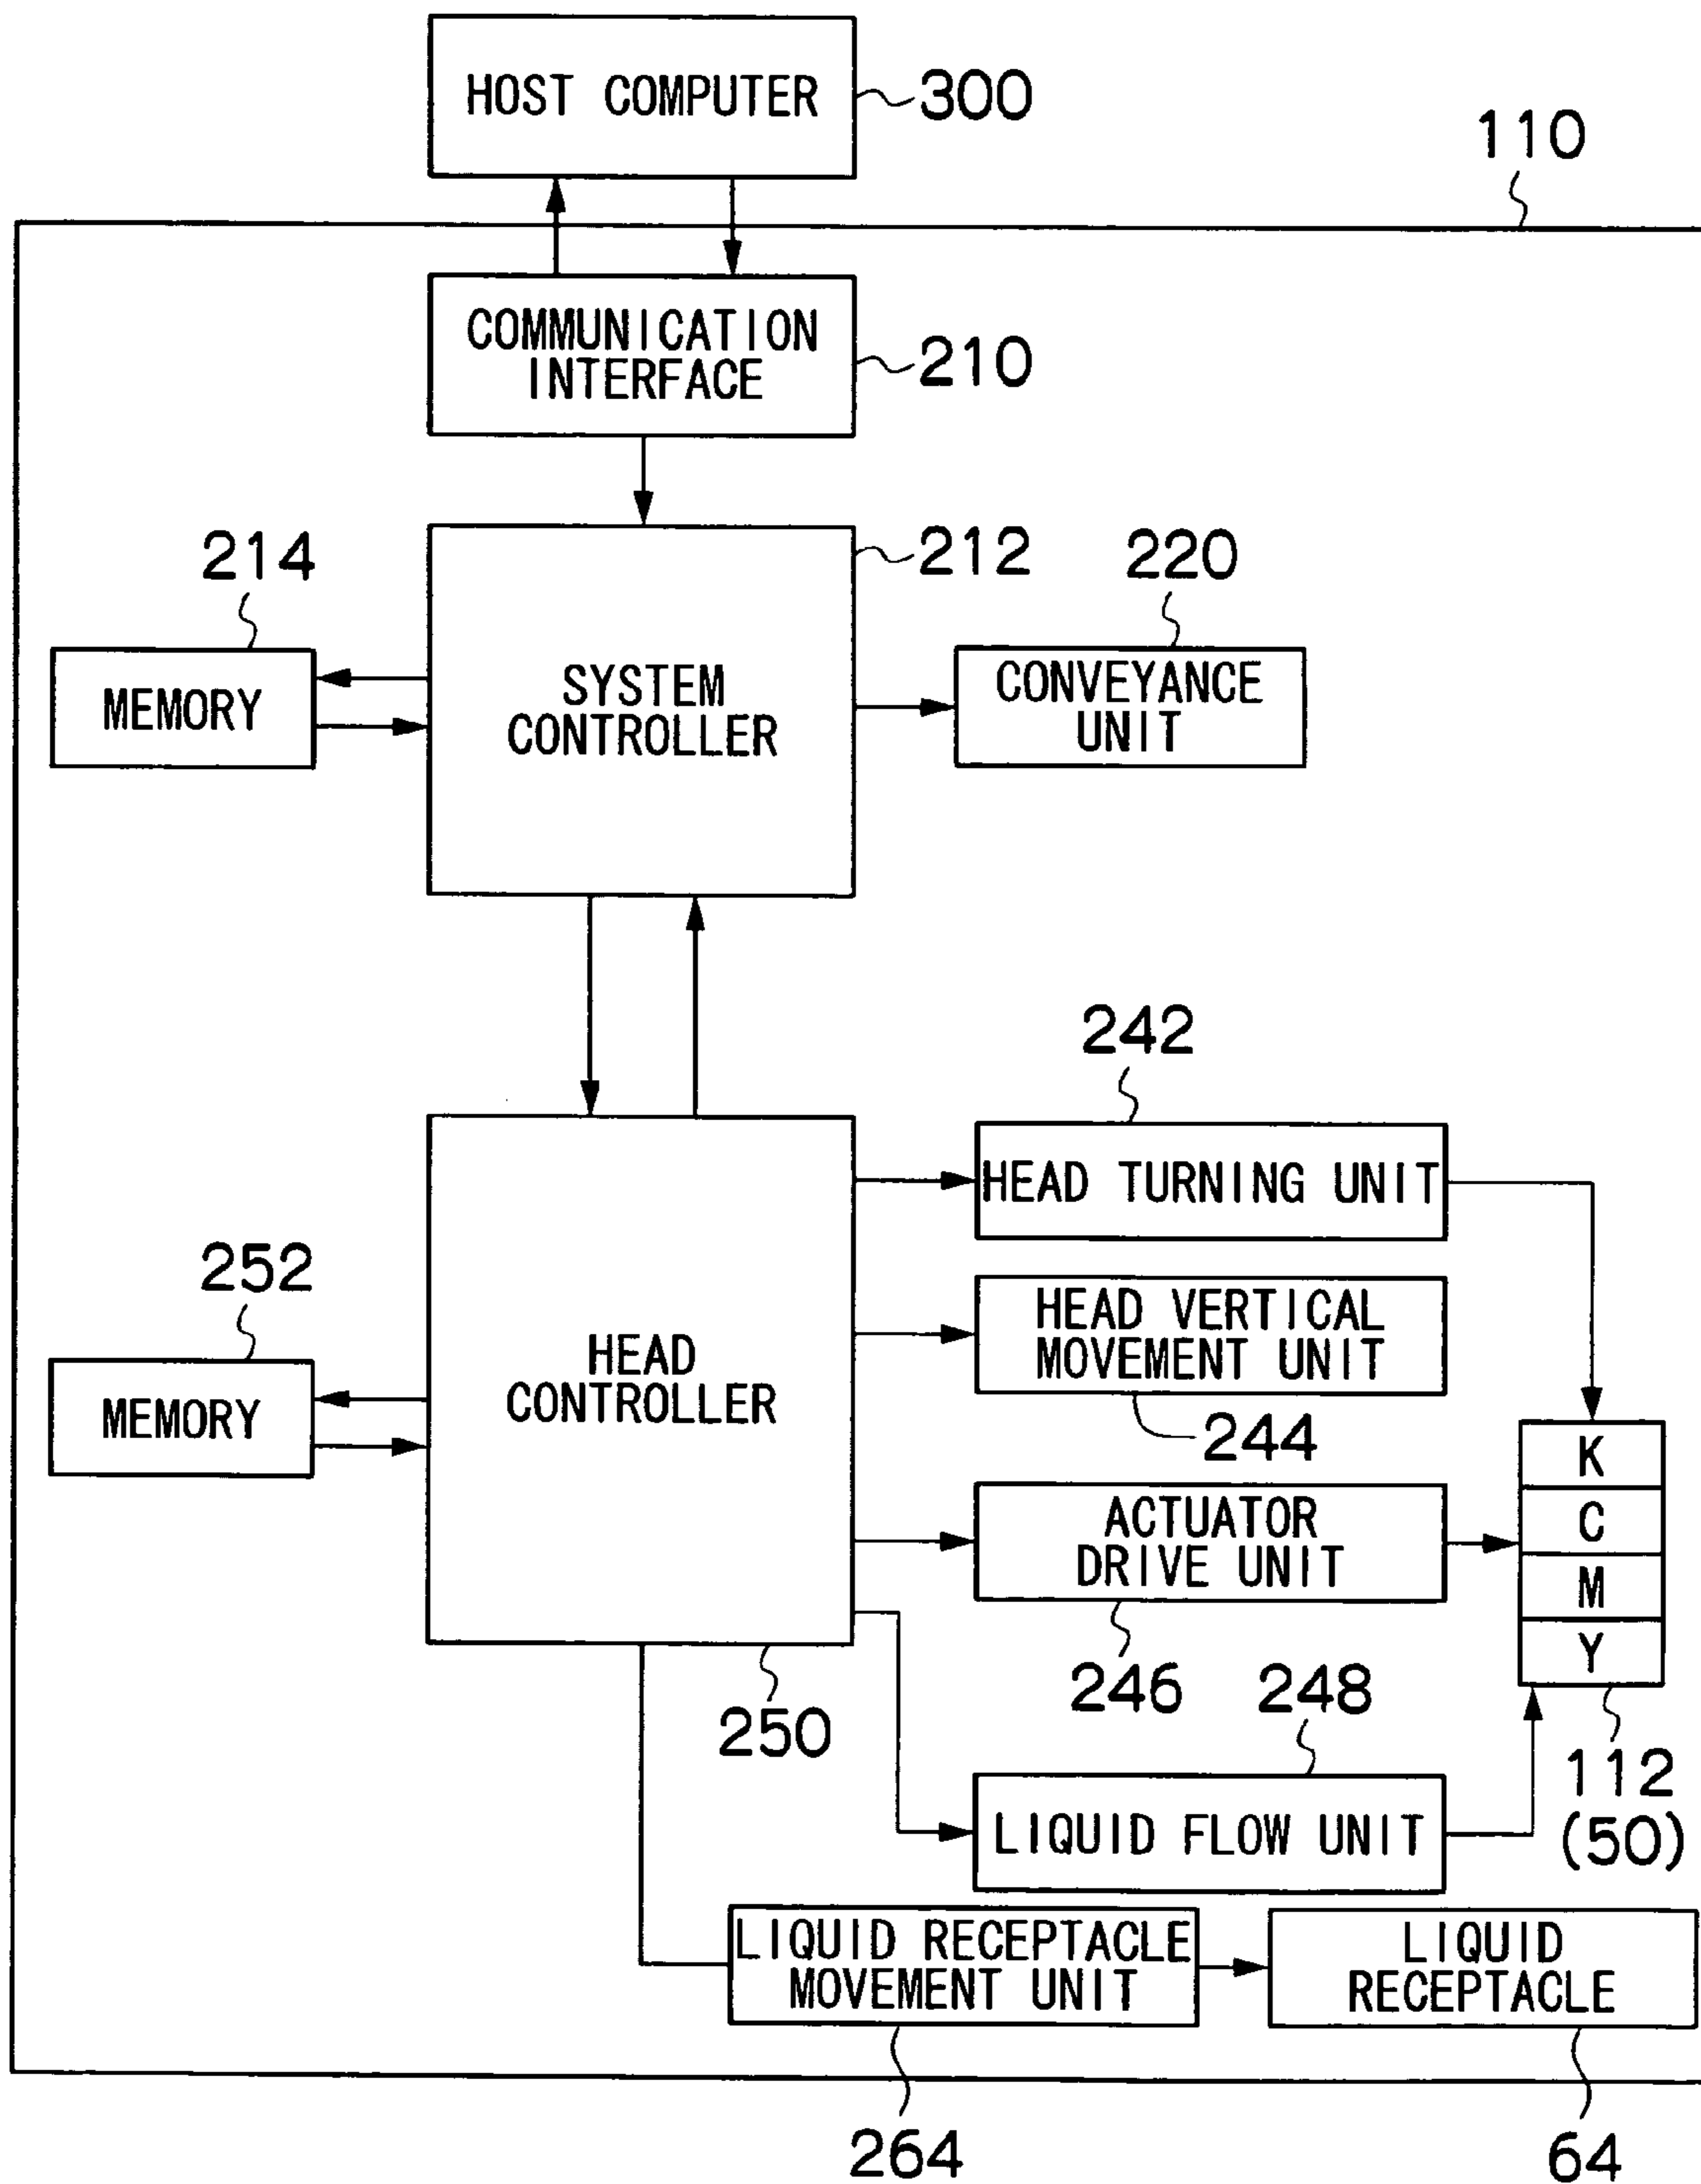 HOST COMPUTER
300
110
COMMUNICATION
INTERFACE
210
214
212
220
MEMORY
SYSTEM
CONTROLLER
CONVEYANCE
UNIT
242
HEAD TURNING UNIT
252
HEAD VERTICAL
MOVEMENT UNIT
244
MEMORY
HEAD
CONTROLLER
K
C
M
Y
ACTUATOR
DRIVE UNIT
246
248
250
112
(50)
LIQUID FLOW UNIT
LIQUID RECEPTACLE
MOVEMENT UNIT
LIQUID
RECEPTACLE
264
64